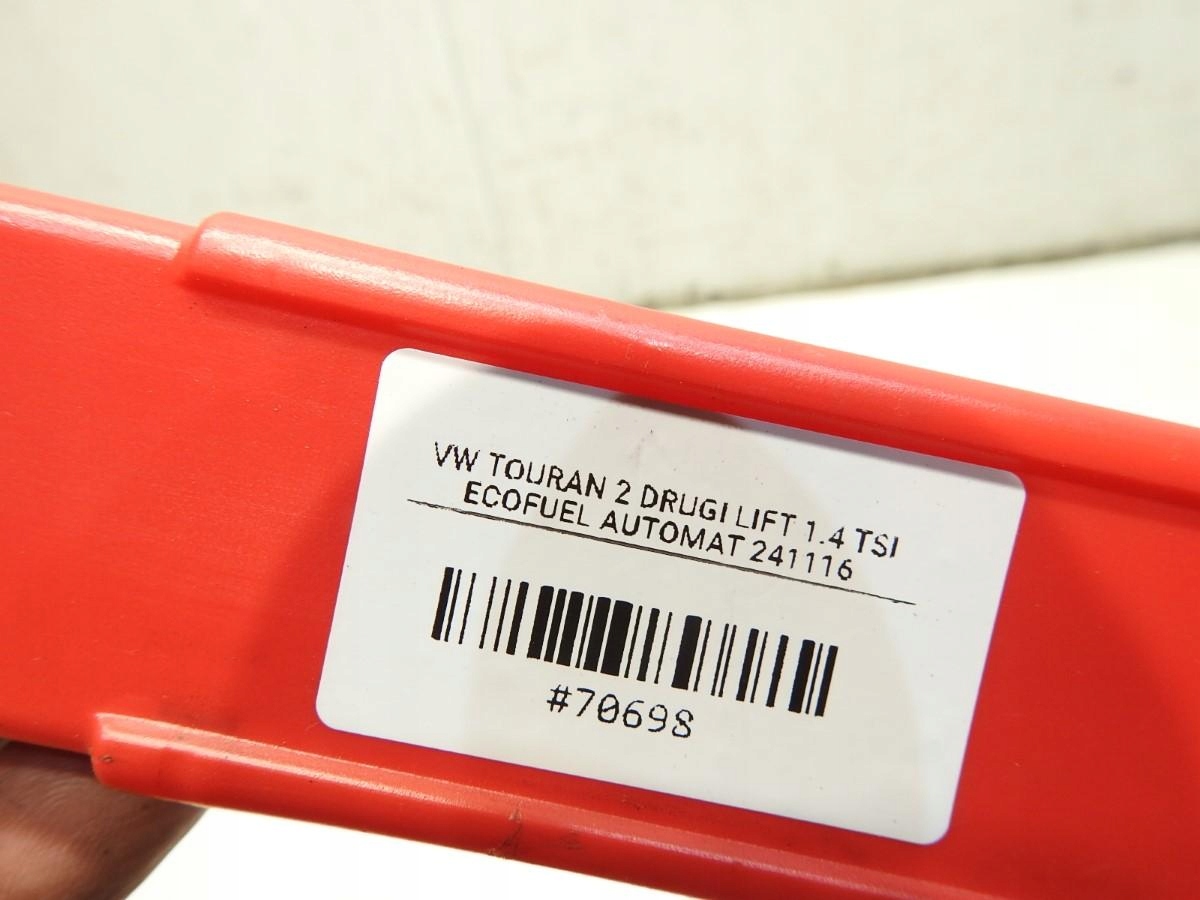 VW TOURAN 2 DRUGI LIFT 1.4 TSI
ECOFUEL AUTOMAT 241116
#70698